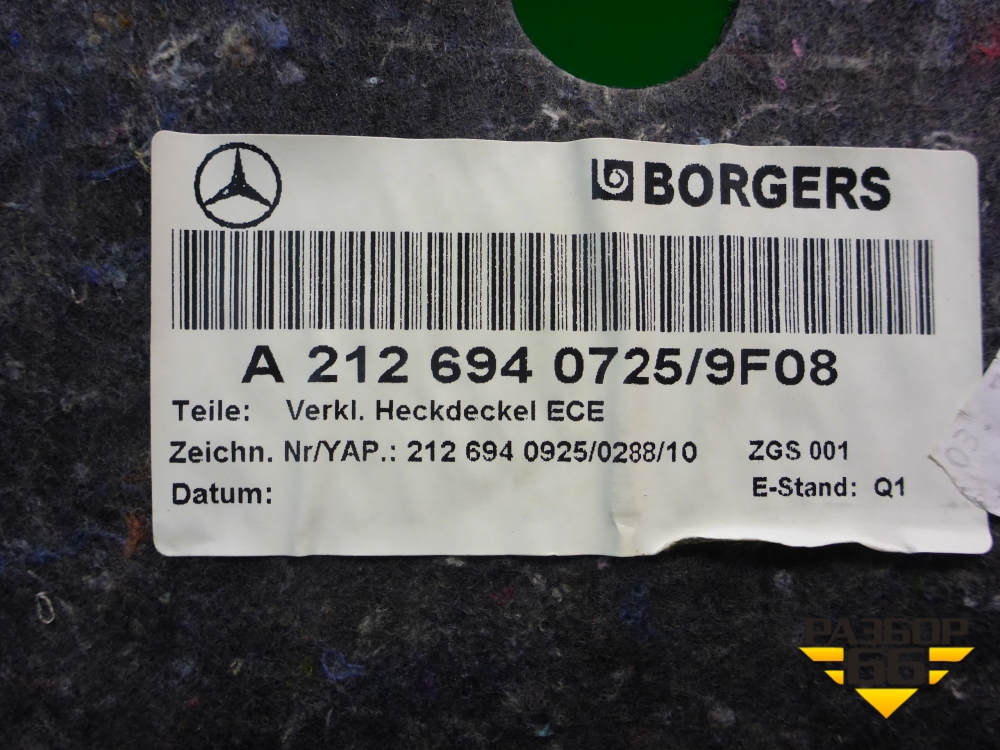 BORGERS
A 212 694 0725/9F08
Teile: Verkl. Heckdeckel ECE
Zeichn. Nr/YAP.: 212 694 0925/0288/10 ZGS 001
Datum: E-Stand: Q1
03
РАЗБОР
66